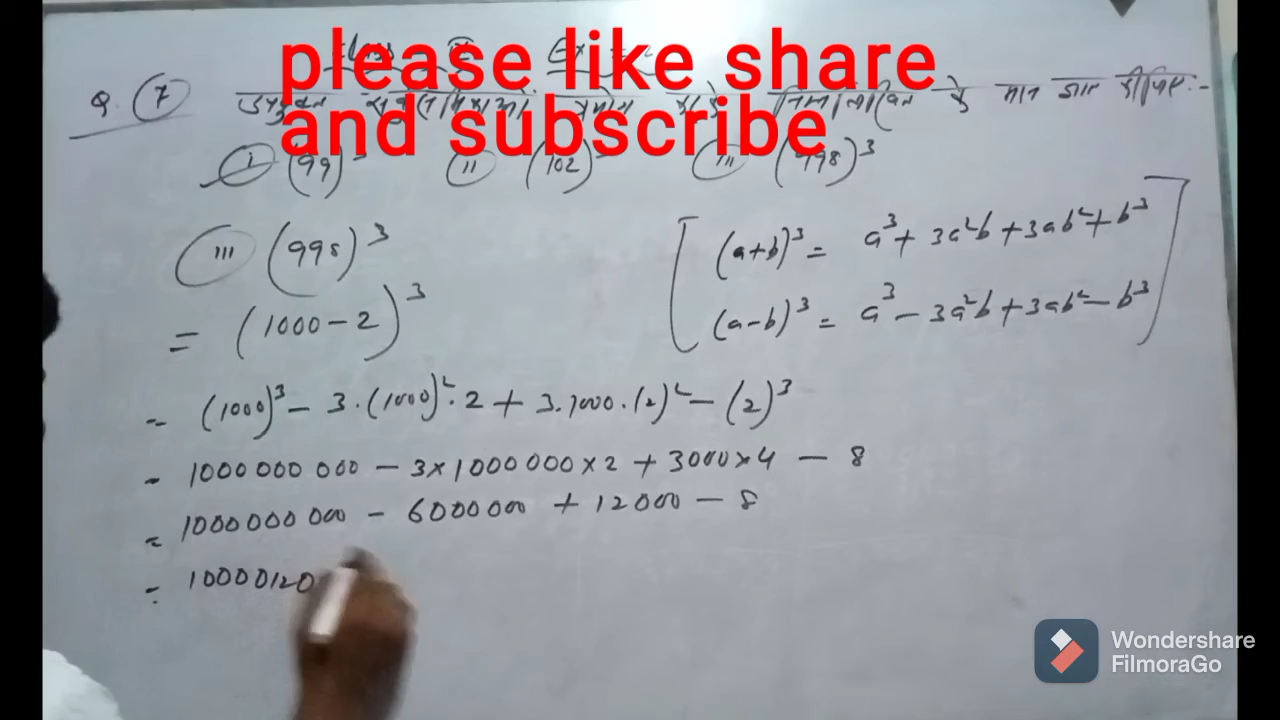 please like share
and subscribe
Q. 7 मान ज्ञात कीजिए :-
i (99)³ ii (102) iii (998)³
iii (998)³
= (1000-2)³
= (1000)³ - 3.(1000)².2 + 3.1000.(2)² - (2)³
= 1000000000 - 3×1000000×2 + 3000×4 - 8
= 1000000000 - 6000000 + 12000 - 8
= 10000120
(a+b)³ = a³ + 3a²b + 3ab² + b³
(a-b)³ = a³ - 3a²b + 3ab² - b³
Wondershare
FilmoraGo